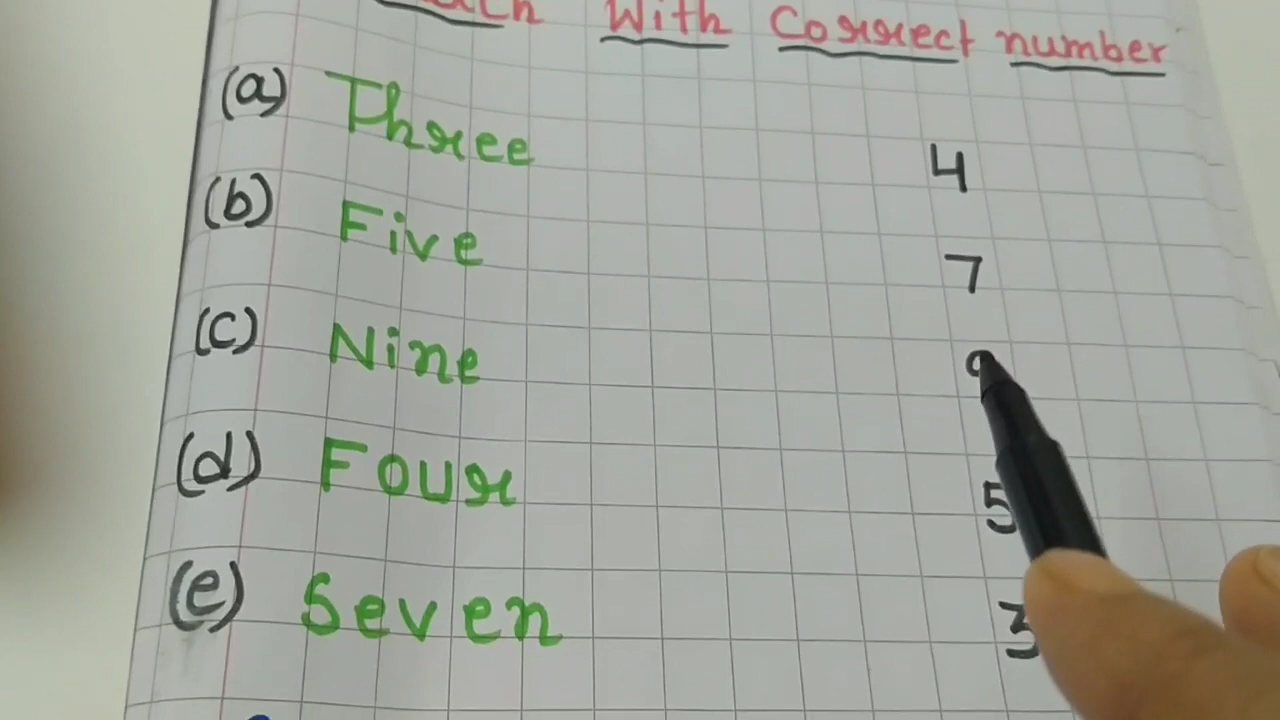 With Correct number
(a) Three 4
(b) Five 7
(c) Nine
(d) Four 5
(e) Seven 3